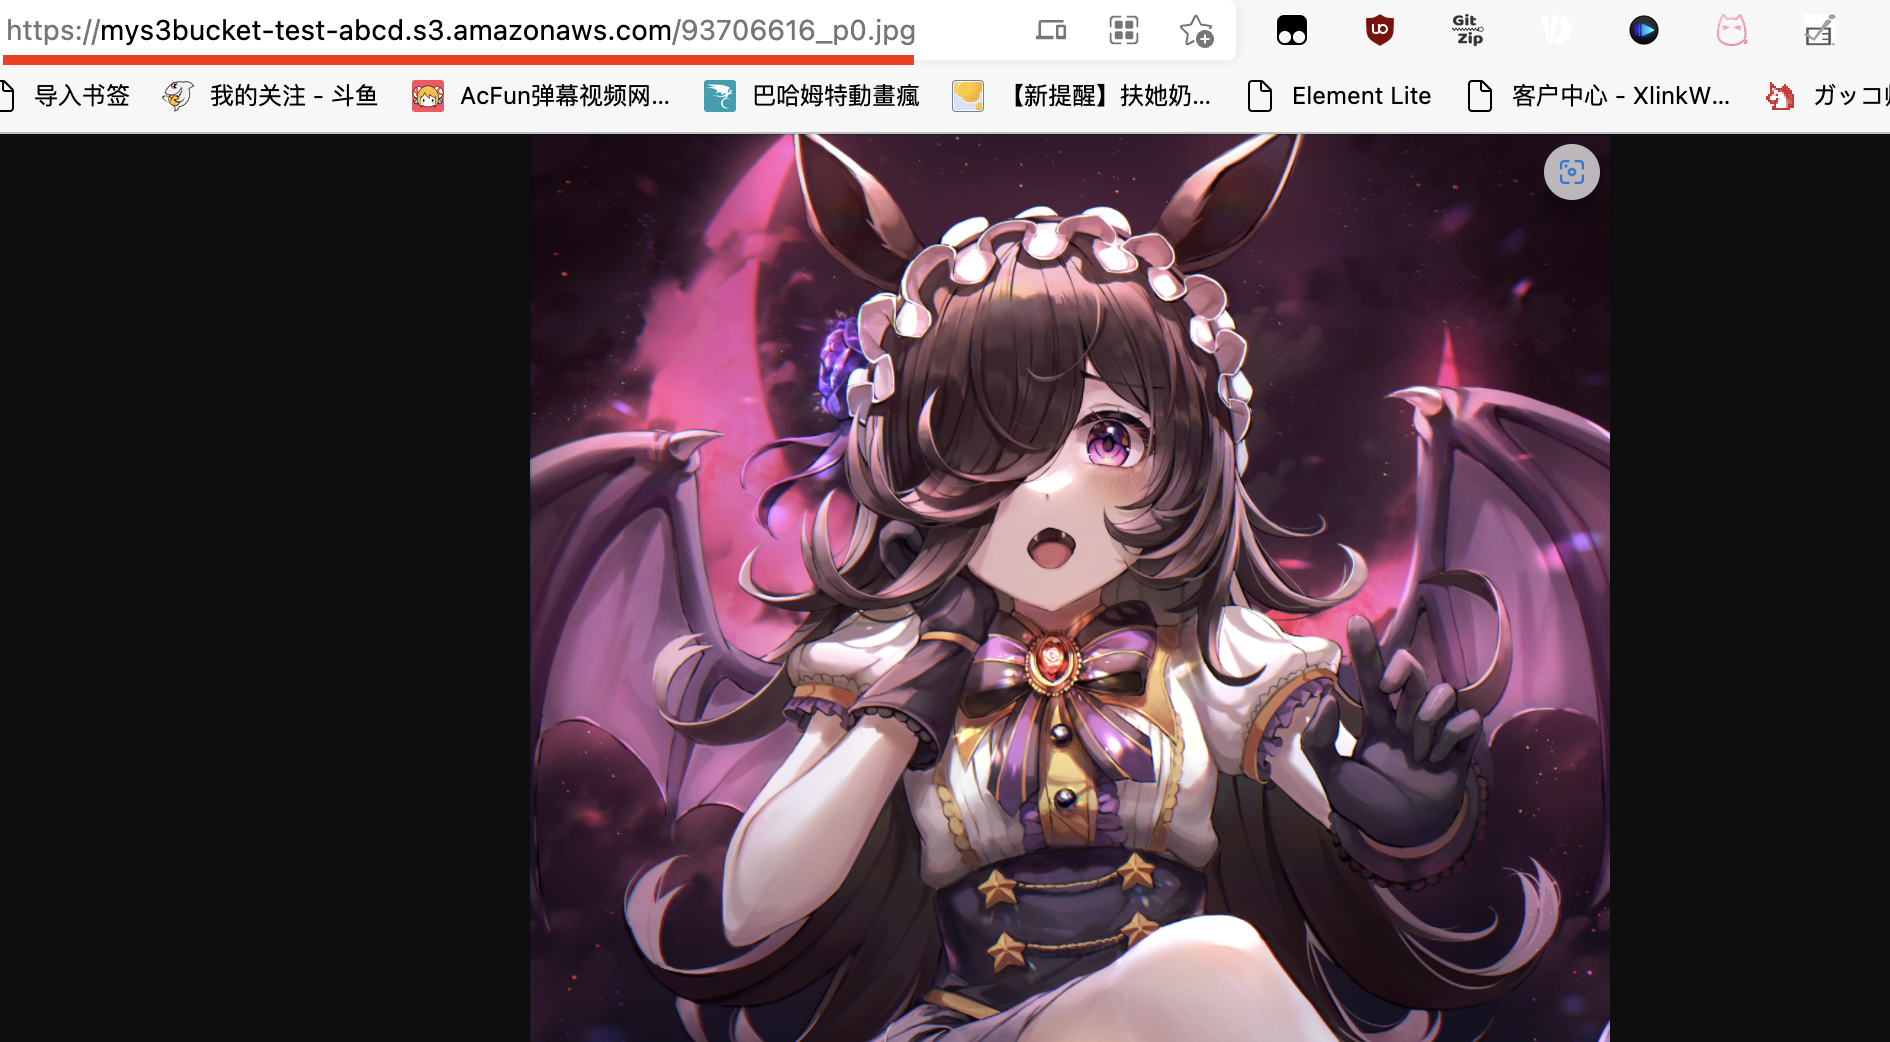 https://mys3bucket-test-abcd.s3.amazonaws.com/93706616_p0.jpg
Git
Zip
导入书签
我的关注 - 斗鱼
AcFun弹幕视频网...
巴哈姆特動畫瘋
【新提醒】扶她奶...
Element Lite
客户中心 - XlinkW...
ガッコ